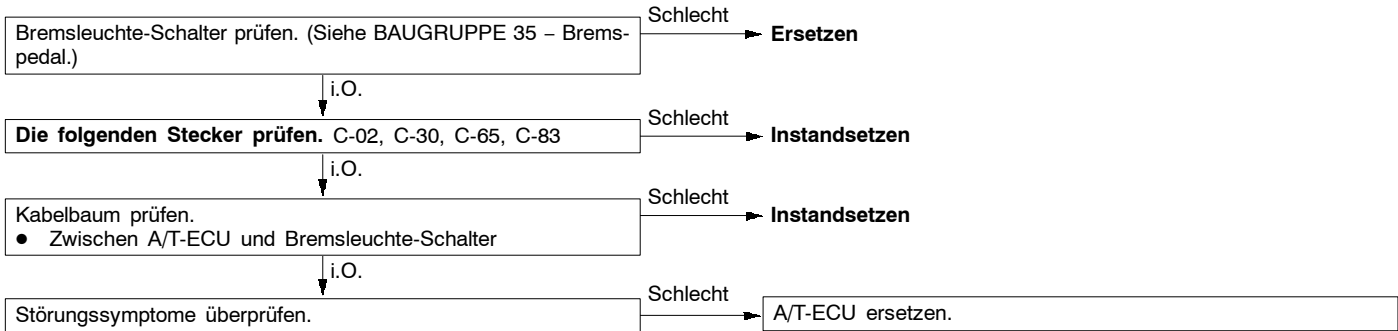 Schlecht
Bremsleuchte-Schalter prüfen. (Siehe BAUGRUPPE 35 – Brems-
pedal.)
Ersetzen
i.O.
Schlecht
Die folgenden Stecker prüfen. C-02, C-30, C-65, C-83
Instandsetzen
i.O.
Schlecht
Kabelbaum prüfen.
Instandsetzen
● Zwischen A/T-ECU und Bremsleuchte-Schalter
i.O.
Schlecht
Störungssymptome überprüfen.
A/T-ECU ersetzen.